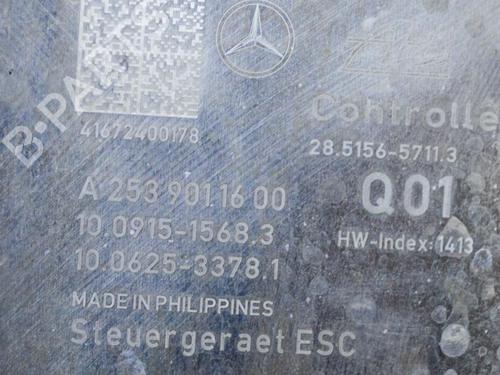 B-PARTS
41672400178
Controlle
28.5156-5711.3
A 253 901 16 00
Q01
10.0915-1568.3
HW-Index:1413
10.0625-3378.1
MADE IN PHILIPPINES
Steuergeraet ESC